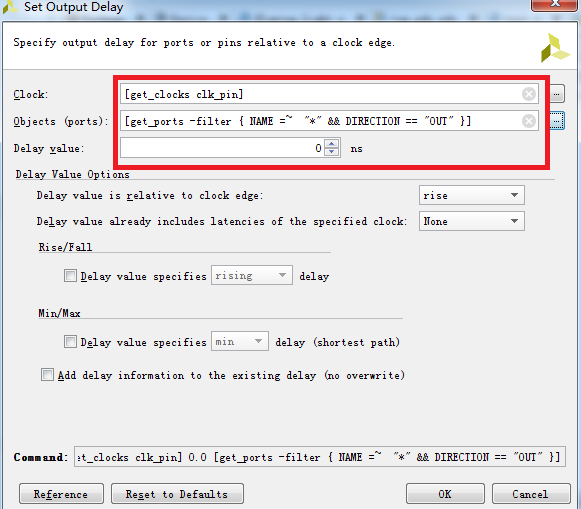 Set Output Delay
Specify output delay for ports or pins relative to a clock edge.
Clock: [get_clocks clk_pin] ...
Objects (ports): [get_ports -filter { NAME =~ "*" && DIRECTION == "OUT" }] ...
Delay value: 0 ns
Delay Value Options
Delay value is relative to clock edge: rise
Delay value already includes latencies of the specified clock: None
Rise/Fall
Delay value specifies rising delay
Min/Max
Delay value specifies min delay (shortest path)
Add delay information to the existing delay (no overwrite)
Command: et_clocks clk_pin] 0.0 [get_ports -filter { NAME =~ "*" && DIRECTION == "OUT" }]
Reference Reset to Defaults OK Cancel